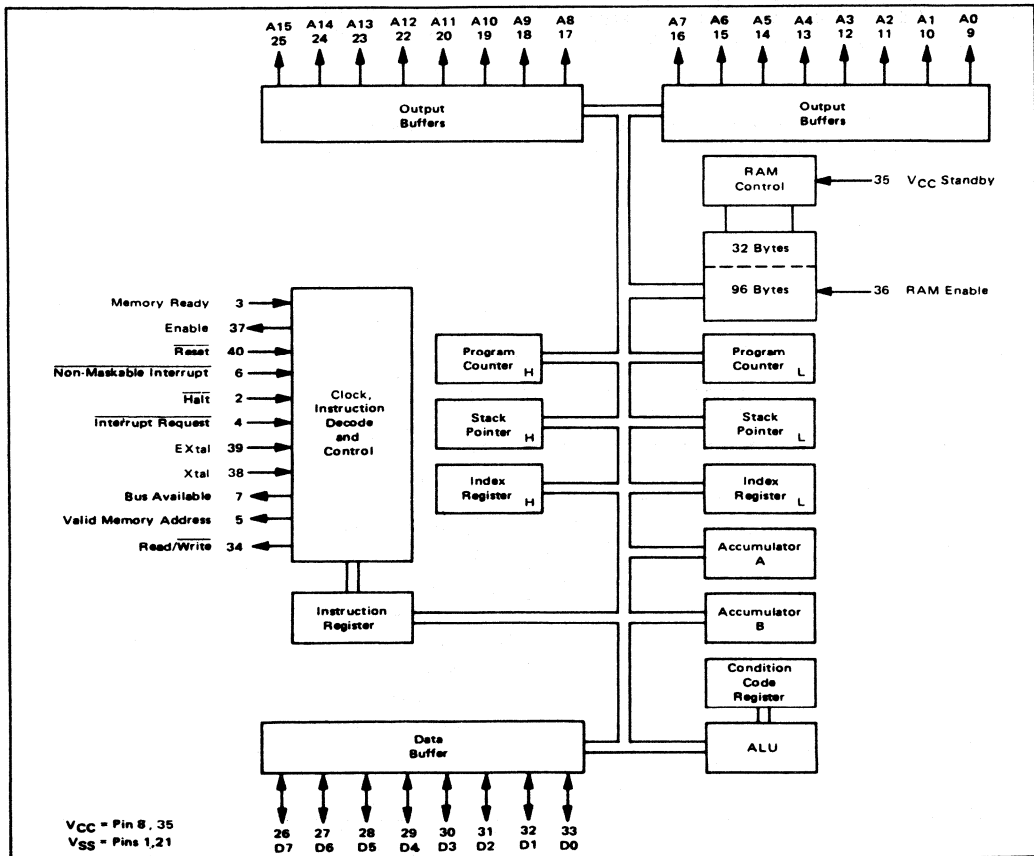 A15 A14 A13 A12 A11 A10 A9 A8 A7 A6 A5 A4 A3 A2 A1 A0
25 24 23 22 20 19 18 17 16 15 14 13 12 11 10 9
Output
Buffers
Output
Buffers
RAM
Control
35 VCC Standby
32 Bytes
96 Bytes
36 RAM Enable
Memory Ready 3
Enable 37
Reset 40
Non-Maskable Interrupt 6
Halt 2
Interrupt Request 4
EXtal 39
Xtal 38
Bus Available 7
Valid Memory Address 5
Read/Write 34
Clock,
Instruction
Decode
and
Control
Program
Counter H
Program
Counter L
Stack
Pointer H
Stack
Pointer L
Index
Register H
Index
Register L
Accumulator
A
Instruction
Register
Accumulator
B
Condition
Code
Register
Data
Buffer
ALU
26 27 28 29 30 31 32 33
D7 D6 D5 D4 D3 D2 D1 D0
VCC = Pin 8, 35
VSS = Pins 1,21